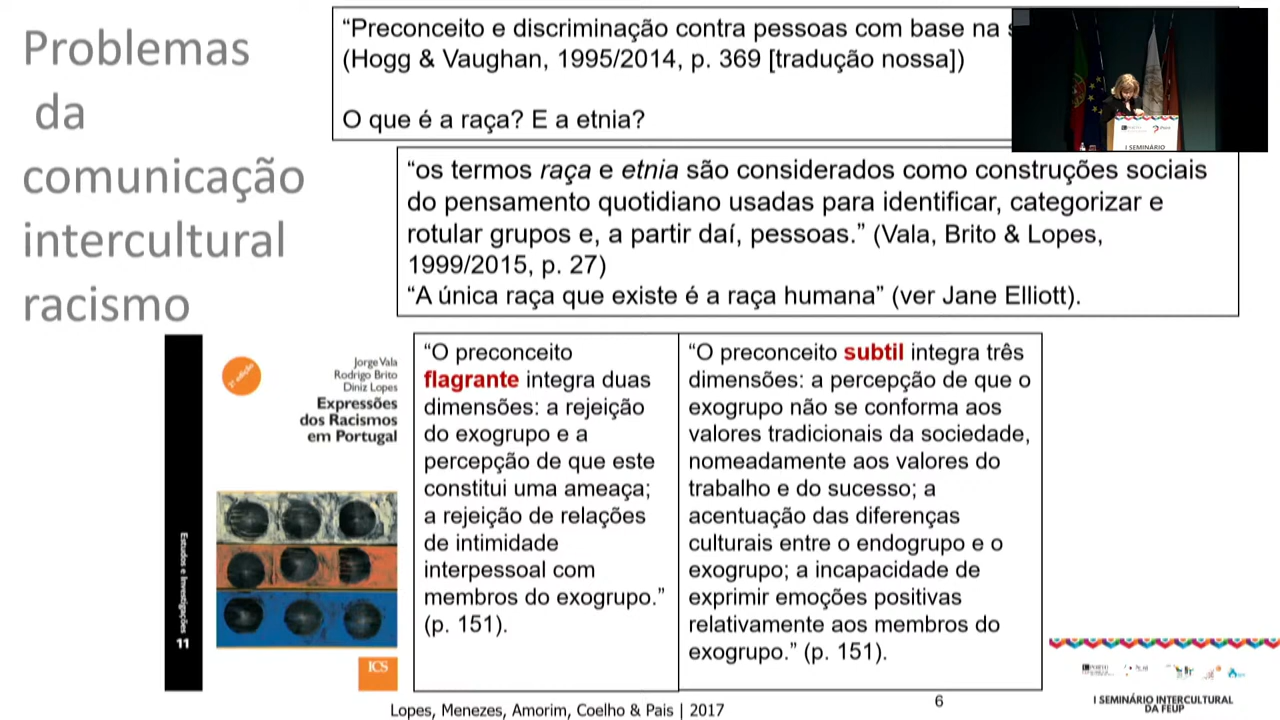 Problemas
da
comunicação
intercultural
racismo
“Preconceito e discriminação contra pessoas com base na
(Hogg & Vaughan, 1995/2014, p. 369 [tradução nossa])
O que é a raça? E a etnia?
I SEMINÁRIO
“os termos raça e etnia são considerados como construções sociais
do pensamento quotidiano usadas para identificar, categorizar e
rotular grupos e, a partir daí, pessoas.” (Vala, Brito & Lopes,
1999/2015, p. 27)
“A única raça que existe é a raça humana” (ver Jane Elliott).
Estudos e Investigações
11
2ª edição
Jorge Vala
Rodrigo Brito
Diniz Lopes
Expressões
dos Racismos
em Portugal
ICS
“O preconceito
flagrante integra duas
dimensões: a rejeição
do exogrupo e a
percepção de que este
constitui uma ameaça;
a rejeição de relações
de intimidade
interpessoal com
membros do exogrupo.”
(p. 151).
“O preconceito subtil integra três
dimensões: a percepção de que o
exogrupo não se conforma aos
valores tradicionais da sociedade,
nomeadamente aos valores do
trabalho e do sucesso; a
acentuação das diferenças
culturais entre o endogrupo e o
exogrupo; a incapacidade de
exprimir emoções positivas
relativamente aos membros do
exogrupo.” (p. 151).
I SEMINÁRIO INTERCULTURAL
DA FEUP
Lopes, Menezes, Amorim, Coelho & Pais | 2017
6